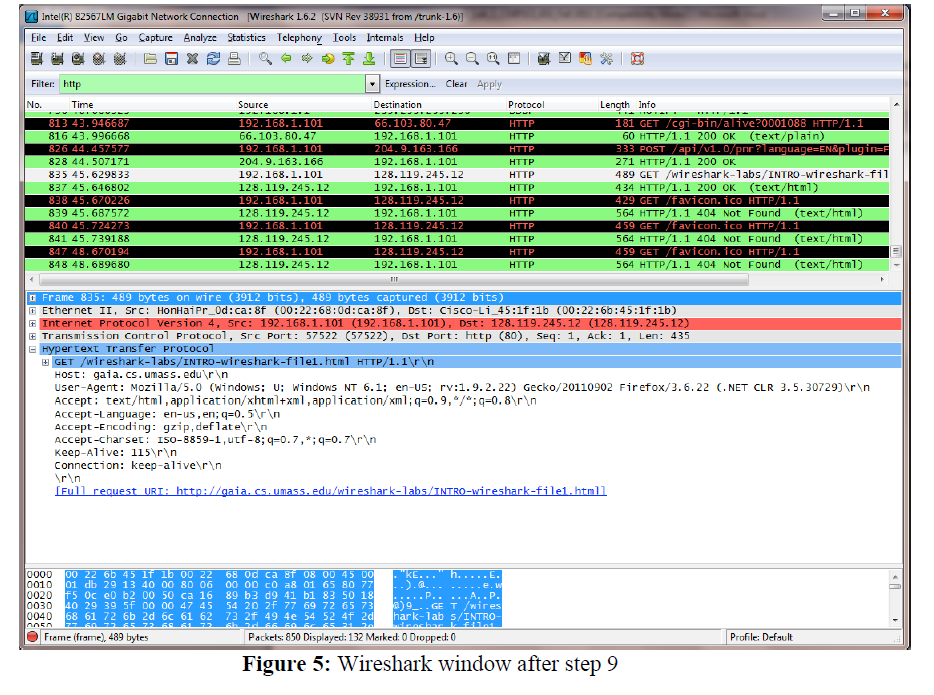 Intel(R) 82567LM Gigabit Network Connection [Wireshark 1.6.2 (SVN Rev 38931 from /trunk-1.6)]
File Edit View Go Capture Analyze Statistics Telephony Tools Internals Help
Filter: http Expression... Clear Apply
No. Time Source Destination Protocol Length Info
813 43.946687 192.168.1.101 66.103.80.47 HTTP 181 GET /cgi-bin/alive?0001088 HTTP/1.1
816 43.996668 66.103.80.47 192.168.1.101 HTTP 60 HTTP/1.1 200 OK (text/plain)
826 44.457577 192.168.1.101 204.9.163.166 HTTP 333 POST /api/v1.0/pnr?language=EN&plugin=F
828 44.507171 204.9.163.166 192.168.1.101 HTTP 271 HTTP/1.1 200 OK
835 45.629833 192.168.1.101 128.119.245.12 HTTP 489 GET /wireshark-labs/INTRO-wireshark-fil
837 45.646802 128.119.245.12 192.168.1.101 HTTP 434 HTTP/1.1 200 OK (text/html)
838 45.670226 192.168.1.101 128.119.245.12 HTTP 429 GET /favicon.ico HTTP/1.1
839 45.687572 128.119.245.12 192.168.1.101 HTTP 564 HTTP/1.1 404 Not Found (text/html)
840 45.724273 192.168.1.101 128.119.245.12 HTTP 459 GET /favicon.ico HTTP/1.1
841 45.739188 128.119.245.12 192.168.1.101 HTTP 564 HTTP/1.1 404 Not Found (text/html)
847 48.670194 192.168.1.101 128.119.245.12 HTTP 459 GET /favicon.ico HTTP/1.1
848 48.689680 128.119.245.12 192.168.1.101 HTTP 564 HTTP/1.1 404 Not Found (text/html)
Frame 835: 489 bytes on wire (3912 bits), 489 bytes captured (3912 bits)
Ethernet II, Src: HonHaiPr_0d:ca:8f (00:22:68:0d:ca:8f), Dst: Cisco-Li_45:1f:1b (00:22:6b:45:1f:1b)
Internet Protocol Version 4, Src: 192.168.1.101 (192.168.1.101), Dst: 128.119.245.12 (128.119.245.12)
Transmission Control Protocol, Src Port: 57522 (57522), Dst Port: http (80), Seq: 1, Ack: 1, Len: 435
Hypertext Transfer Protocol
GET /wireshark-labs/INTRO-wireshark-file1.html HTTP/1.1\r\n
Host: gaia.cs.umass.edu\r\n
User-Agent: Mozilla/5.0 (Windows; U; Windows NT 6.1; en-US; rv:1.9.2.22) Gecko/20110902 Firefox/3.6.22 (.NET CLR 3.5.30729)\r\n
Accept: text/html,application/xhtml+xml,application/xml;q=0.9,*/*;q=0.8\r\n
Accept-Language: en-us,en;q=0.5\r\n
Accept-Encoding: gzip,deflate\r\n
Accept-Charset: ISO-8859-1,utf-8;q=0.7,*;q=0.7\r\n
Keep-Alive: 115\r\n
Connection: keep-alive\r\n
\r\n
[Full request URI: http://gaia.cs.umass.edu/wireshark-labs/INTRO-wireshark-file1.html]
0000 00 22 6b 45 1f 1b 00 22 68 0d ca 8f 08 00 45 00 ."kE..." h.....E.
0010 01 db 29 13 40 00 80 06 00 00 c0 a8 01 65 80 77 ..).@... .....e.w
0020 f5 0c e0 b2 00 50 ca 16 89 b3 d9 41 b1 83 50 18 .....P.. ...A..P.
0030 40 29 39 5f 00 00 47 45 54 20 2f 77 69 72 65 73 @)9_..GE T /wires
0040 68 61 72 6b 2d 6c 61 62 73 2f 49 4e 54 52 4f 2d hark-lab s/INTRO-
Frame (frame), 489 bytes Packets: 850 Displayed: 132 Marked: 0 Dropped: 0 Profile: Default
Figure 5: Wireshark window after step 9